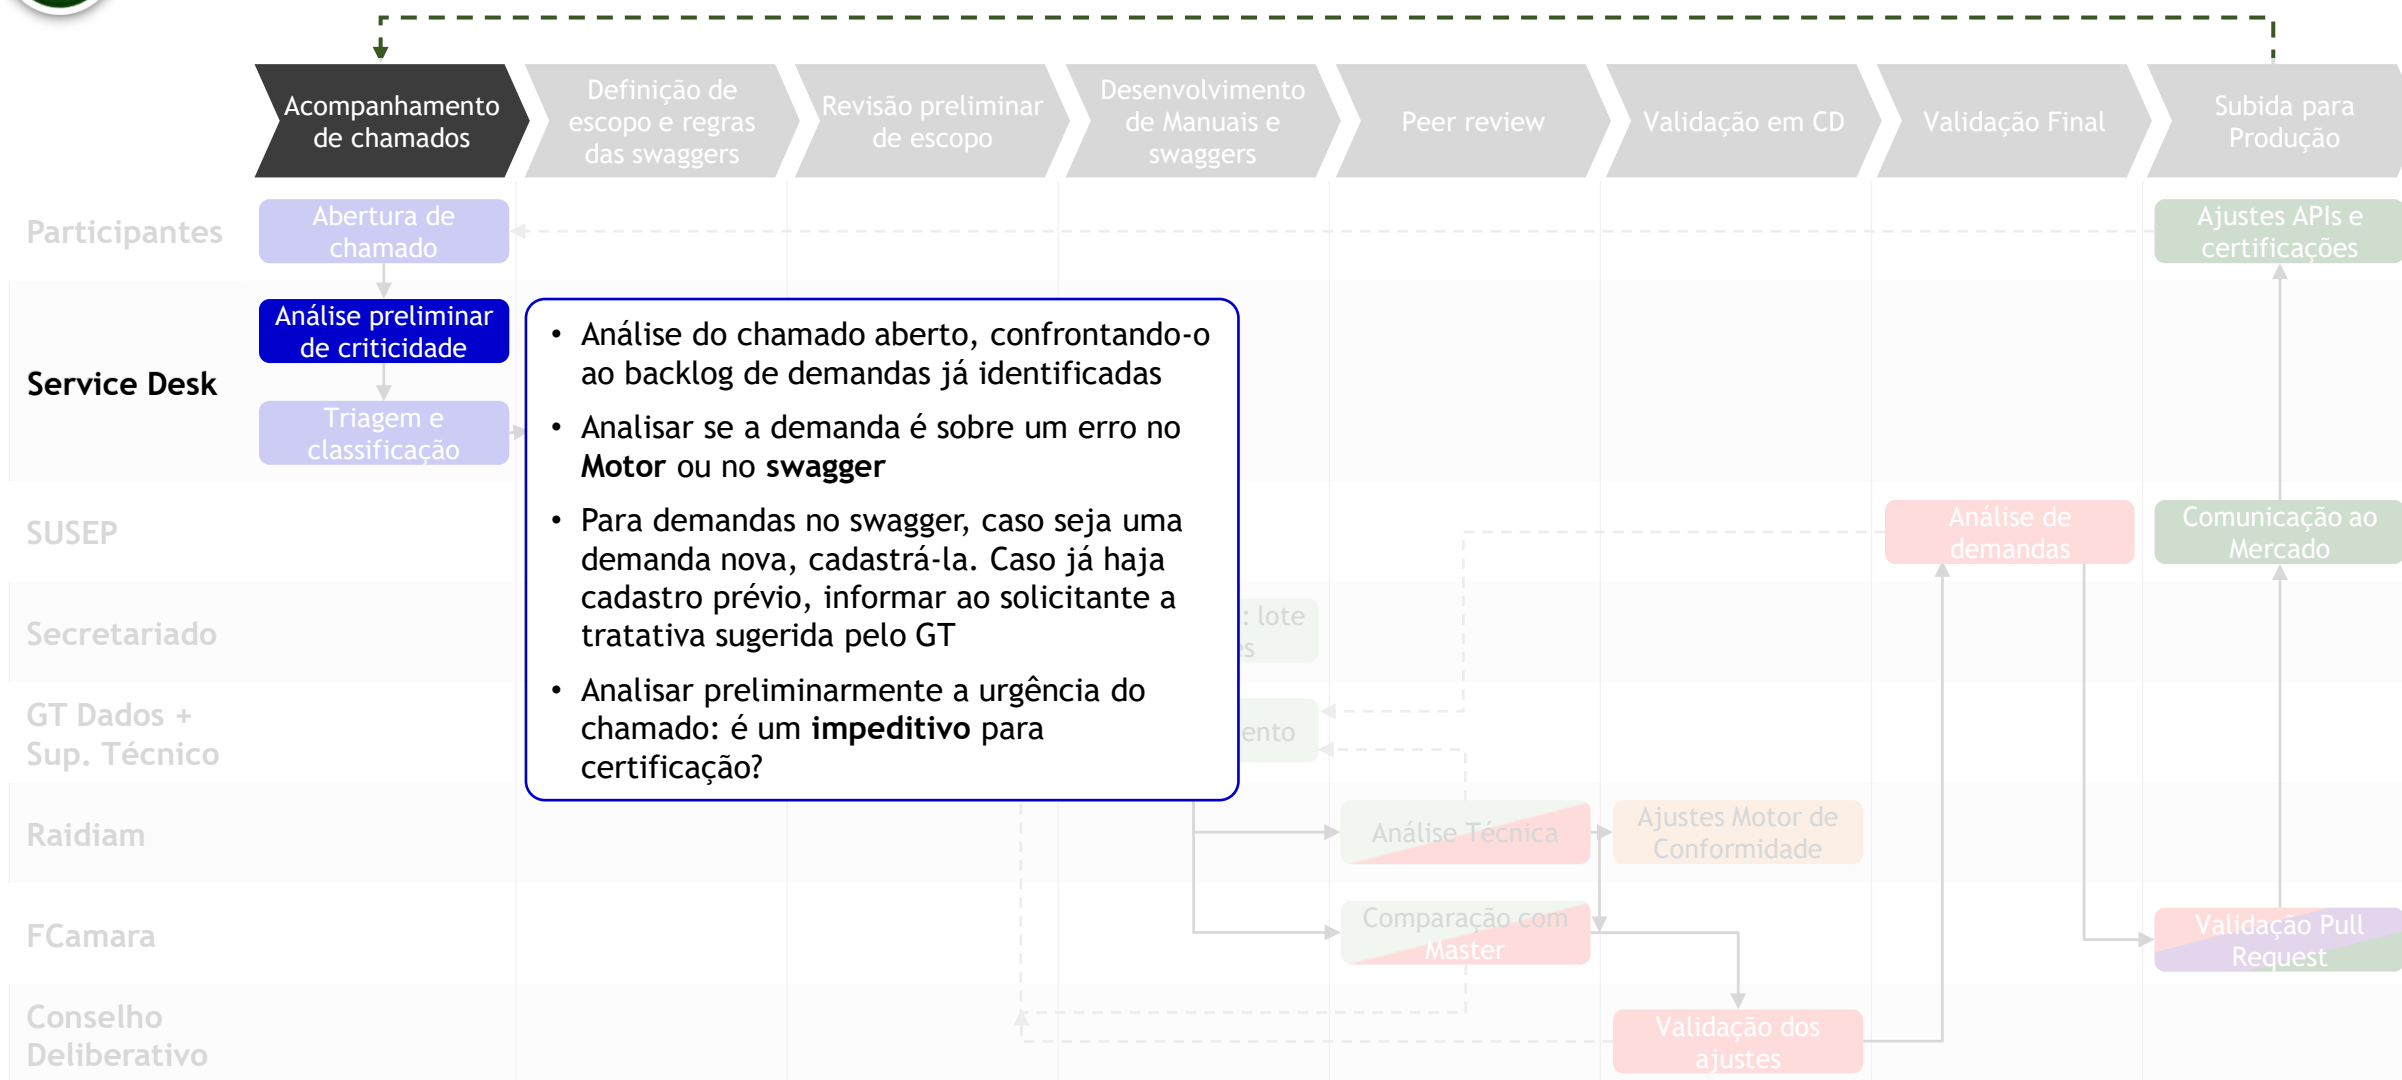 Acompanhamento
de chamados
Definição de
escopo e regras
das swaggers
Revisão preliminar
de escopo
Desenvolvimento
de Manuais e
swaggers
Peer review
Validação em CD
Validação Final
Subida para
Produção
Participantes
Abertura de
chamado
Ajustes APIs e
certificações
Service Desk
Análise preliminar
de criticidade
Triagem e
classificação
• Análise do chamado aberto, confrontando-o
ao backlog de demandas já identificadas
• Analisar se a demanda é sobre um erro no
Motor ou no swagger
• Para demandas no swagger, caso seja uma
demanda nova, cadastrá-la. Caso já haja
cadastro prévio, informar ao solicitante a
tratativa sugerida pelo GT
• Analisar preliminarmente a urgência do
chamado: é um impeditivo para
certificação?
SUSEP
Análise de
demandas
Comunicação ao
Mercado
Secretariado
: lote
GT Dados +
Sup. Técnico
Raidiam
Análise Técnica
Ajustes Motor de
Conformidade
FCamara
Comparação com
Master
Validação Pull
Request
Conselho
Deliberativo
Validação dos
ajustes